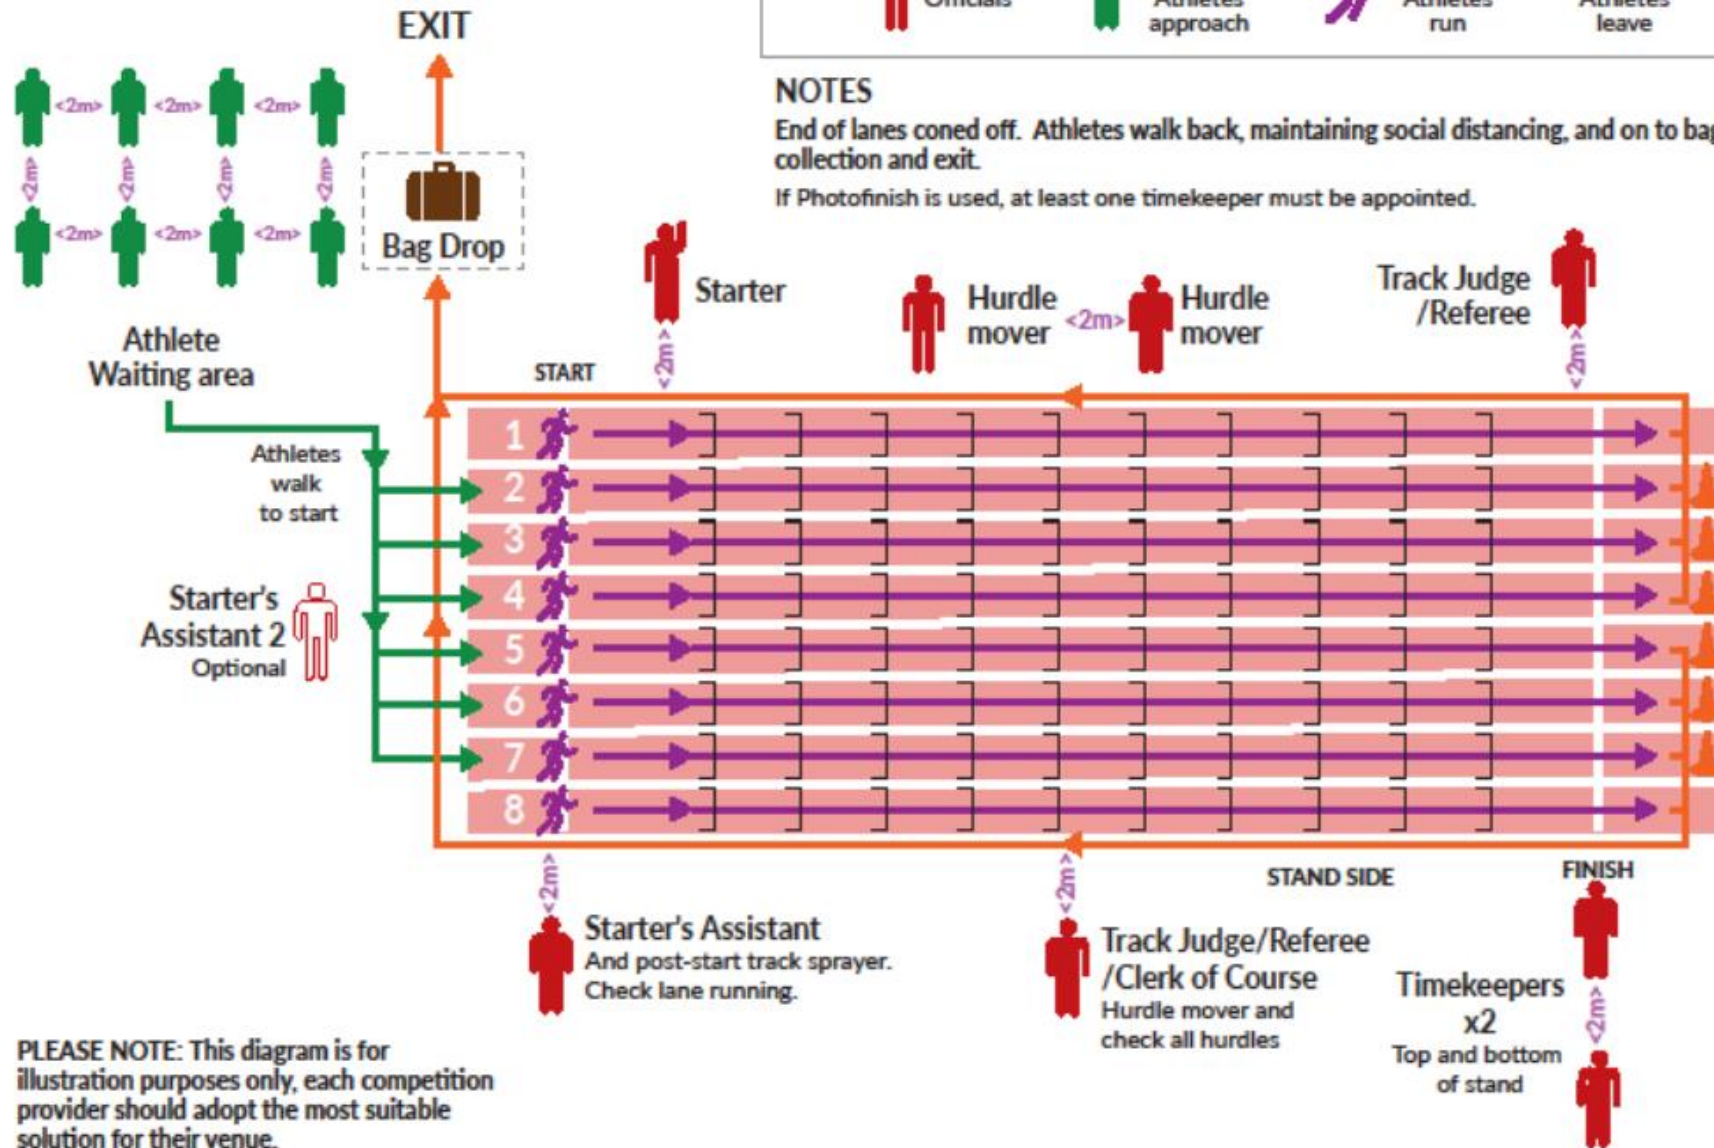 EXIT
Officials
Athletes
approach
Athletes
run
Athletes
leave
NOTES
End of lanes coned off. Athletes walk back, maintaining social distancing, and on to bag
collection and exit.
If Photofinish is used, at least one timekeeper must be appointed.
<2m> <2m> <2m>
<2m> <2m> <2m> <2m>
<2m> <2m> <2m>
Bag Drop
Starter
<2m>
Hurdle
mover
<2m>
Hurdle
mover
Track Judge
/Referee
<2m>
Athlete
Waiting area
START
Athletes
walk
to start
Starter's
Assistant 2
Optional
1
2
3
4
5
6
7
8
STAND SIDE
FINISH
<2m>
Starter's Assistant
And post-start track sprayer.
Check lane running.
<2m>
Track Judge/Referee
/Clerk of Course
Hurdle mover and
check all hurdles
Timekeepers
x2
Top and bottom
of stand
<2m>
PLEASE NOTE: This diagram is for
illustration purposes only, each competition
provider should adopt the most suitable
solution for their venue.